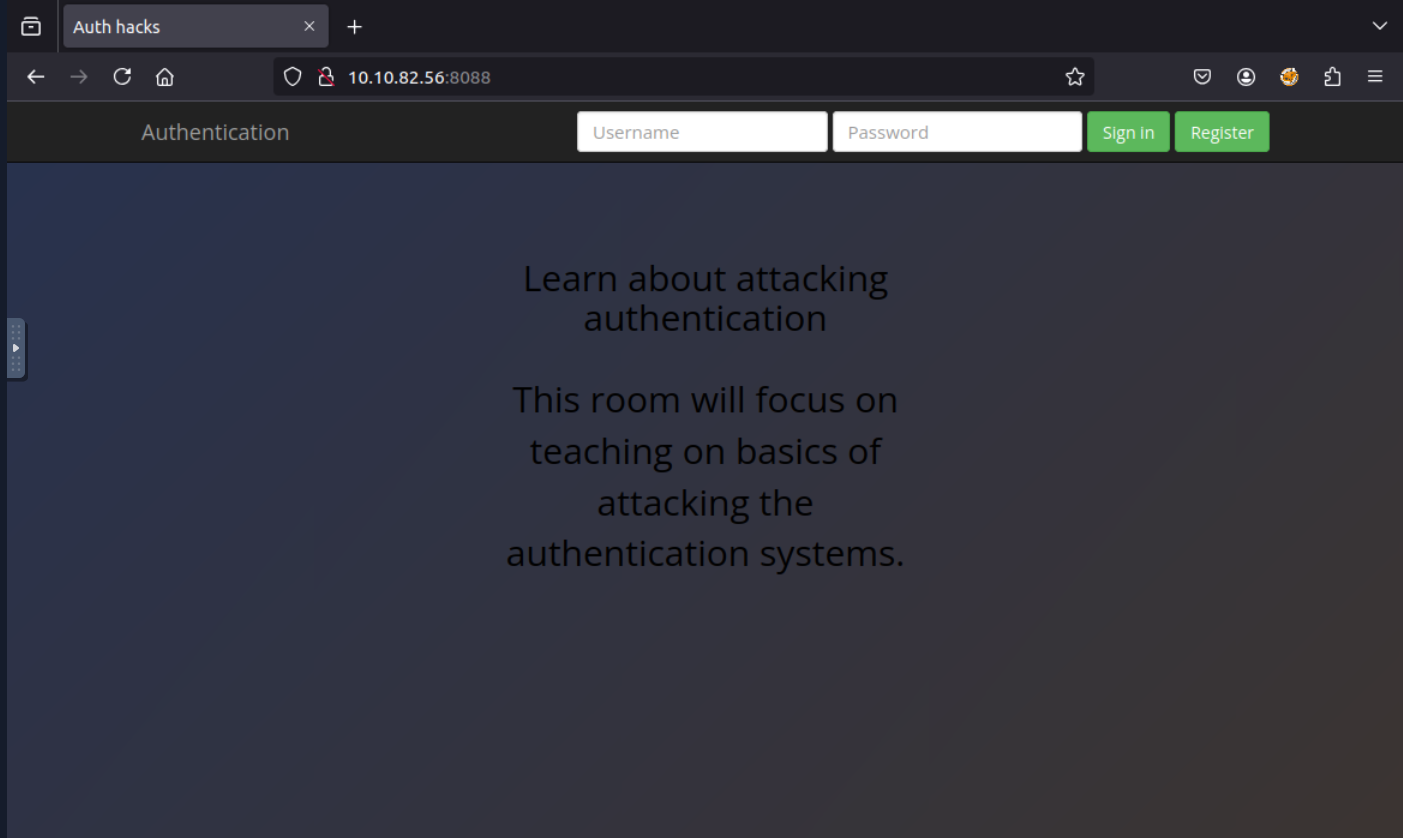 Auth hacks
10.10.82.56:8088
Authentication
Username
Password
Sign in
Register
Learn about attacking
authentication
This room will focus on
teaching on basics of
attacking the
authentication systems.